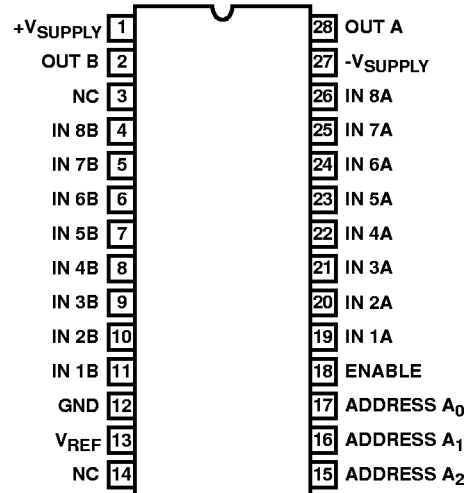 +VSUPPLY 1 28 OUT A
OUT B 2 27 -VSUPPLY
NC 3 26 IN 8A
IN 8B 4 25 IN 7A
IN 7B 5 24 IN 6A
IN 6B 6 23 IN 5A
IN 5B 7 22 IN 4A
IN 4B 8 21 IN 3A
IN 3B 9 20 IN 2A
IN 2B 10 19 IN 1A
IN 1B 11 18 ENABLE
GND 12 17 ADDRESS A0
VREF 13 16 ADDRESS A1
NC 14 15 ADDRESS A2